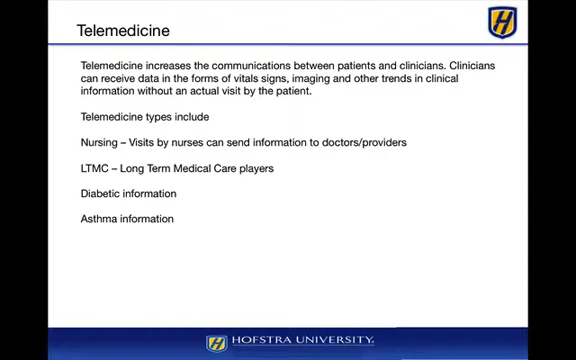 Telemedicine
Telemedicine increases the communications between patients and clinicians. Clinicians
can receive data in the forms of vitals signs, imaging and other trends in clinical
information without an actual visit by the patient.
Telemedicine types include
Nursing – Visits by nurses can send information to doctors/providers
LTMC – Long Term Medical Care players
Diabetic information
Asthma information
HOFSTRA UNIVERSITY